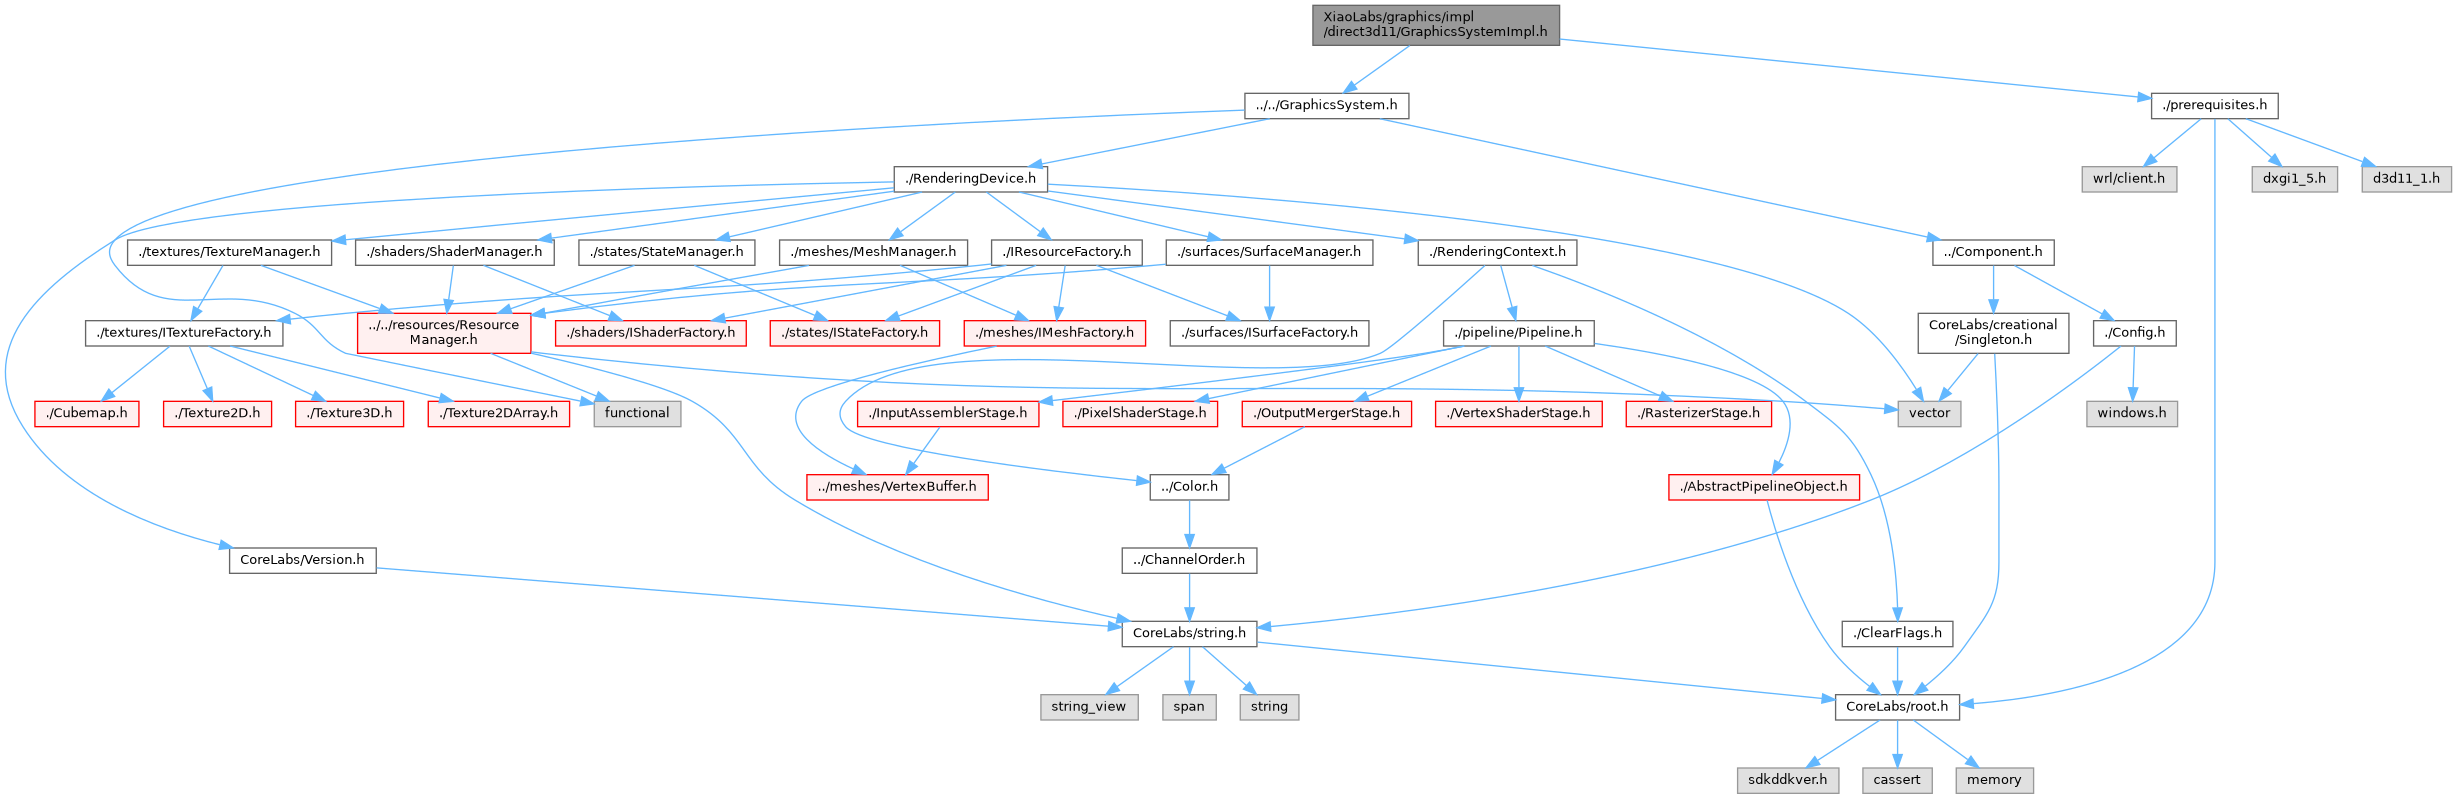 XiaoLabs/graphics/impl
/direct3d11/GraphicsSystemImpl.h
../../GraphicsSystem.h
./prerequisites.h
./RenderingDevice.h
wrl/client.h
dxgi1_5.h
d3d11_1.h
./textures/TextureManager.h
./shaders/ShaderManager.h
./states/StateManager.h
./meshes/MeshManager.h
./IResourceFactory.h
./surfaces/SurfaceManager.h
./RenderingContext.h
../Component.h
./textures/ITextureFactory.h
../../resources/Resource
Manager.h
./shaders/IShaderFactory.h
./states/IStateFactory.h
./meshes/IMeshFactory.h
./surfaces/ISurfaceFactory.h
./pipeline/Pipeline.h
CoreLabs/creational
/Singleton.h
./Config.h
./Cubemap.h
./Texture2D.h
./Texture3D.h
./Texture2DArray.h
functional
./InputAssemblerStage.h
./PixelShaderStage.h
./OutputMergerStage.h
./VertexShaderStage.h
./RasterizerStage.h
vector
windows.h
../meshes/VertexBuffer.h
../Color.h
./AbstractPipelineObject.h
CoreLabs/Version.h
../ChannelOrder.h
CoreLabs/string.h
./ClearFlags.h
string_view
span
string
CoreLabs/root.h
sdkddkver.h
cassert
memory